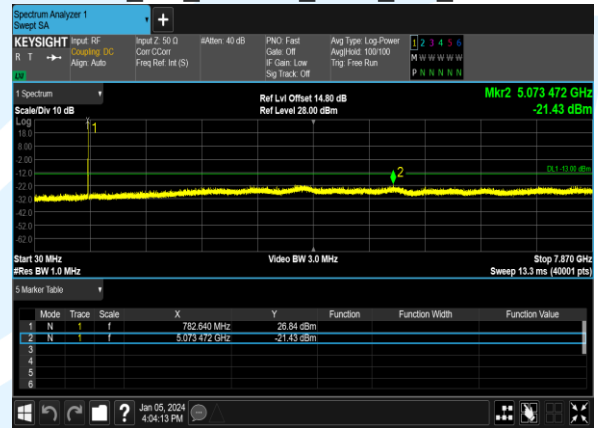 Spectrum Analyzer 1
Swept SA
+
KEYSIGHT Input: RF Input Z: 50 Ω #Atten: 40 dB PNO: Fast Avg Type: Log-Power 1 2 3 4 5 6
R T Coupling: DC Corr CCorr Gate: Off Avg|Hold: 100/100 M W W W W W
Align: Auto Freq Ref: Int (S) IF Gain: Low Trig: Free Run P N N N N N
Sig Track: Off
1 Spectrum Ref Lvl Offset 14.80 dB Mkr2 5.073 472 GHz
Scale/Div 10 dB Ref Level 28.00 dBm -21.43 dBm
Log
18.0
8.00
-2.00
-12.0
-22.0
-32.0
-42.0
-52.0
-62.0
1
2
DL1 -13.00 dBm
Start 30 MHz Video BW 3.0 MHz Stop 7.870 GHz
#Res BW 1.0 MHz Sweep 13.3 ms (40001 pts)
5 Marker Table
Mode Trace Scale X Y Function Function Width Function Value
1 N 1 f 782.640 MHz 26.84 dBm
2 N 1 f 5.073 472 GHz -21.43 dBm
3
4
5
6
? Jan 05, 2024
4:04:13 PM